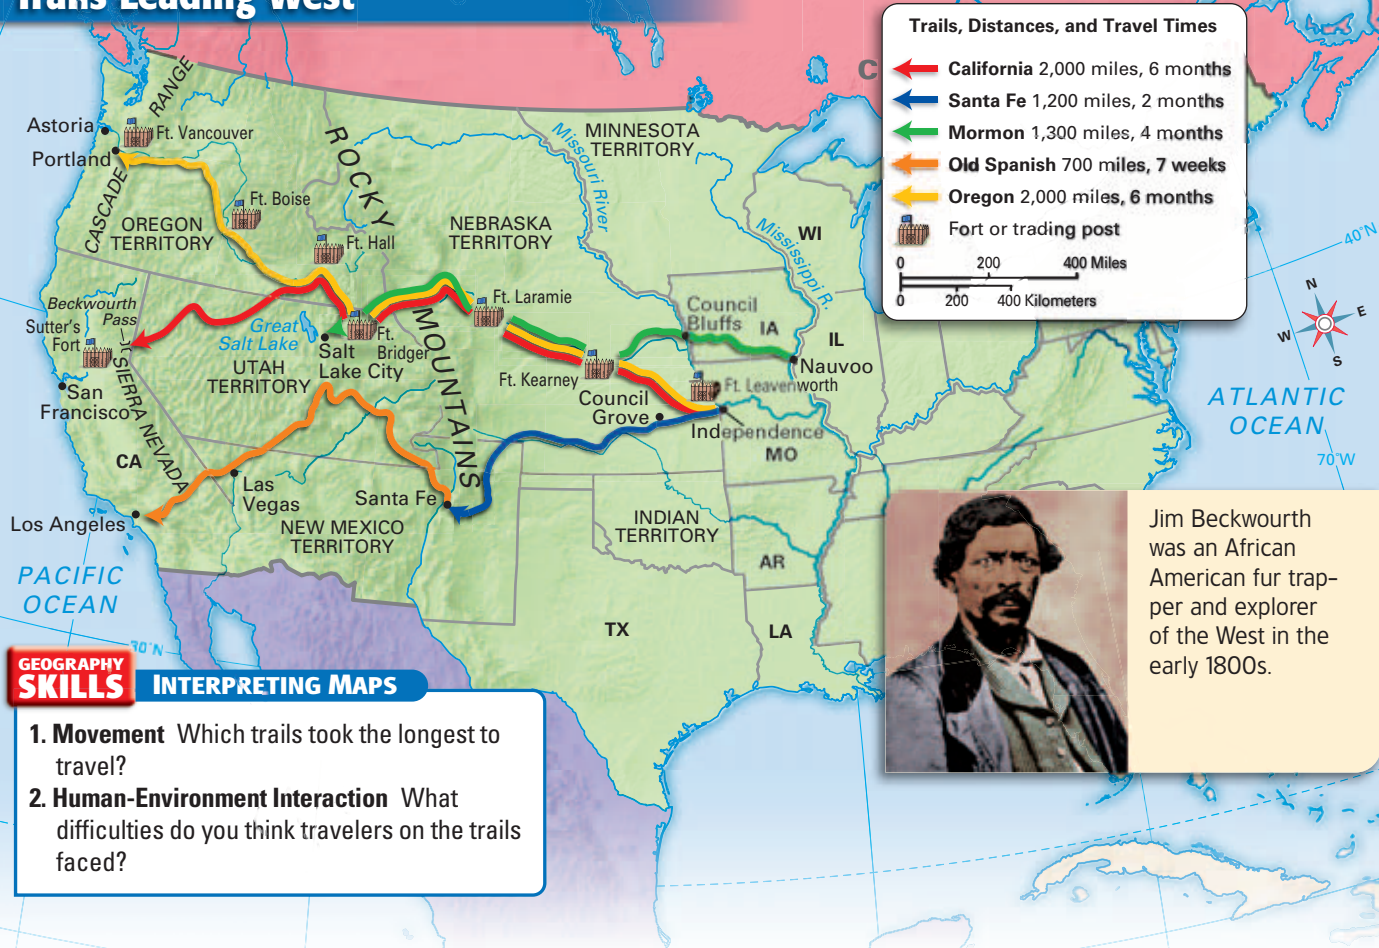 Trails Leading West
Trails, Distances, and Travel Times
California 2,000 miles, 6 months
Santa Fe 1,200 miles, 2 months
Mormon 1,300 miles, 4 months
Old Spanish 700 miles, 7 weeks
Oregon 2,000 miles, 6 months
Fort or trading post
0 200 400 Miles
0 200 400 Kilometers
C
CASCADE RANGE
Astoria
Ft. Vancouver
Portland
ROCKY MOUNTAINS
Missouri River
MINNESOTA
TERRITORY
Ft. Boise
OREGON
TERRITORY
NEBRASKA
TERRITORY
Ft. Hall
Mississippi R.
WI
40°N
N
E
W
S
Beckwourth
Pass
Sutter's
Fort
Great
Salt Lake
Ft. Laramie
Council
Bluffs
IA
IL
Ft.
Bridger
Salt
Lake City
UTAH
TERRITORY
Nauvoo
Ft. Kearney
Ft. Leavenworth
San
Francisco
SIERRA NEVADA
Council
Grove
Independence
ATLANTIC
OCEAN
70°W
CA
MO
Las
Vegas
Santa Fe
Los Angeles
NEW MEXICO
TERRITORY
INDIAN
TERRITORY
AR
PACIFIC
OCEAN
TX
LA
30°N
Jim Beckwourth
was an African
American fur trap-
per and explorer
of the West in the
early 1800s.
GEOGRAPHY
SKILLS
INTERPRETING MAPS
1. Movement Which trails took the longest to
travel?
2. Human-Environment Interaction What
difficulties do you think travelers on the trails
faced?